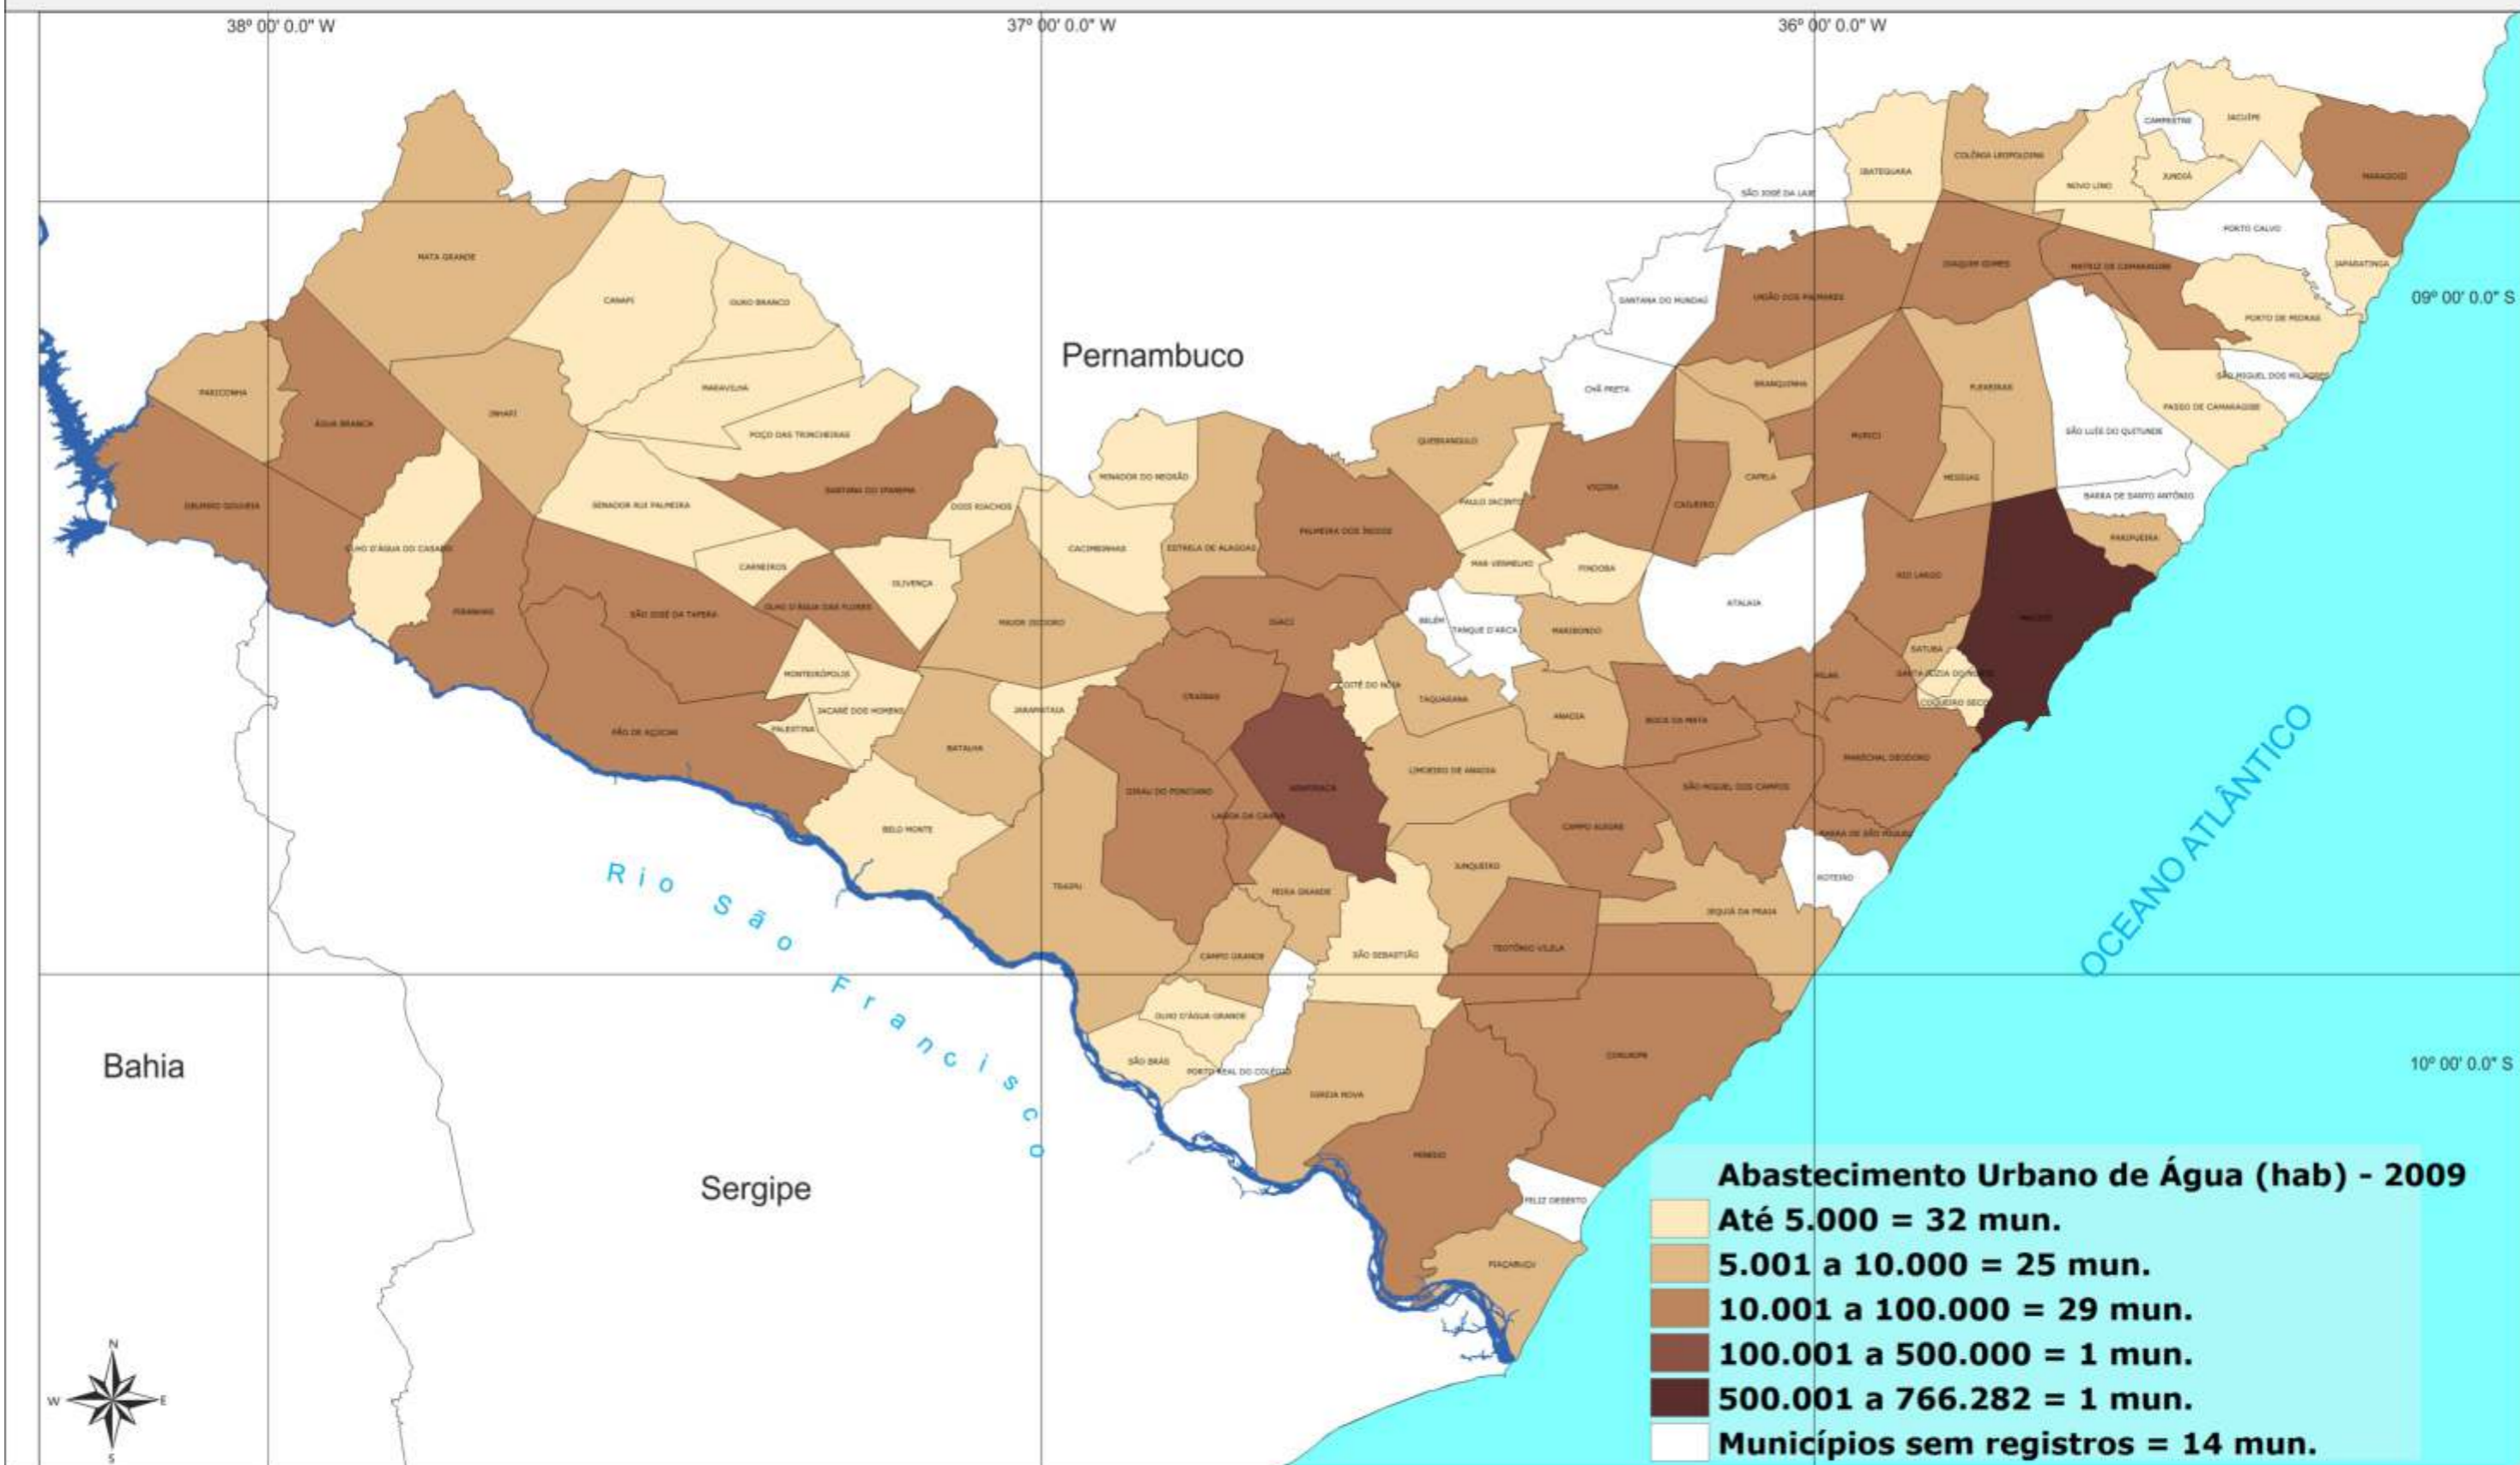 38º 00' 0.0" W
37º 00' 0.0" W
36º 00' 0.0" W
09º 00' 0.0" S
10º 00' 0.0" S
Pernambuco
Bahia
Sergipe
Rio São Francisco
OCEANO ATLÂNTICO
CAMPESTRE
JACUÍPE
COLÔNIA LEOPOLDINA
IBATEGUARA
NOVO LINO
JUNDIÁ
MARAGOGI
SÃO JOSÉ DA LAJE
PORTO CALVO
MATA GRANDE
JOAQUIM GOMES
MATRIZ DE CAMARAGIBE
JAPARATINGA
CANAPI
OURO BRANCO
SANTANA DO MUNDAÚ
UNIÃO DOS PALMARES
PORTO DE PEDRAS
PARICONHA
ÁGUA BRANCA
INHAPI
MARAVILHA
CHÃ PRETA
BRANQUINHA
FLEXEIRAS
SÃO MIGUEL DOS MILAGRES
PASSO DE CAMARAGIBE
POÇO DAS TRINCHEIRAS
QUEBRANGULO
MURICI
SÃO LUÍS DO QUITUNDE
DELMIRO GOUVEIA
SENADOR RUI PALMEIRA
SANTANA DO IPANEMA
DOIS RIACHOS
MINADOR DO NEGRÃO
PAULO JACINTO
VIÇOSA
CAJUEIRO
CAPELA
MESSIAS
BARRA DE SANTO ANTÔNIO
OLHO D'ÁGUA DO CASADO
CACIMBINHAS
ESTRELA DE ALAGOAS
PALMEIRA DOS ÍNDIOS
PARIPUEIRA
CARNEIROS
OLIVENÇA
MAR VERMELHO
PINDOBA
RIO LARGO
PIRANHAS
SÃO JOSÉ DA TAPERA
OLHO D'ÁGUA DAS FLORES
MAJOR ISIDORO
IGACI
BELÉM
TANQUE D'ARCA
MARIBONDO
ATALAIA
MACEIÓ
MONTEIRÓPOLIS
SATUBA
SANTA LUZIA DO NORTE
PILAR
CRAÍBAS
COITÉ DO NÓIA
TAQUARANA
JACARÉ DOS HOMENS
JARAMATAIA
ANADIA
BOCA DA MATA
COQUEIRO SECO
PÃO DE AÇÚCAR
PALESTINA
BATALHA
LIMOEIRO DE ANADIA
MARECHAL DEODORO
GIRAU DO PONCIANO
ARAPIRACA
SÃO MIGUEL DOS CAMPOS
BELO MONTE
LAGOA DA CANOA
CAMPO ALEGRE
BARRA DE SÃO MIGUEL
TRAIPU
FEIRA GRANDE
JUNQUEIRO
ROTEIRO
JEQUIÁ DA PRAIA
CAMPO GRANDE
SÃO SEBASTIÃO
TEOTÔNIO VILELA
OLHO D'ÁGUA GRANDE
SÃO BRÁS
PORTO REAL DO COLÉGIO
CORURIPE
IGREJA NOVA
PENEDO
FELIZ DESERTO
PIAÇABUÇU
N
W
E
S
Abastecimento Urbano de Água (hab) - 2009
Até 5.000 = 32 mun.
5.001 a 10.000 = 25 mun.
10.001 a 100.000 = 29 mun.
100.001 a 500.000 = 1 mun.
500.001 a 766.282 = 1 mun.
Municípios sem registros = 14 mun.